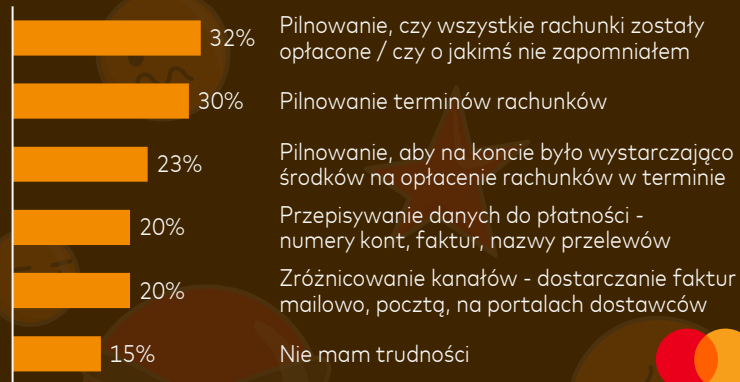 32%
Pilnowanie, czy wszystkie rachunki zostały
opłacone / czy o jakimś nie zapomniałem
30%
Pilnowanie terminów rachunków
23%
Pilnowanie, aby na koncie było wystarczająco
środków na opłacenie rachunków w terminie
20%
Przepisywanie danych do płatności -
numery kont, faktur, nazwy przelewów
20%
Zróżnicowanie kanałów - dostarczanie faktur
mailowo, pocztą, na portalach dostawców
15%
Nie mam trudności